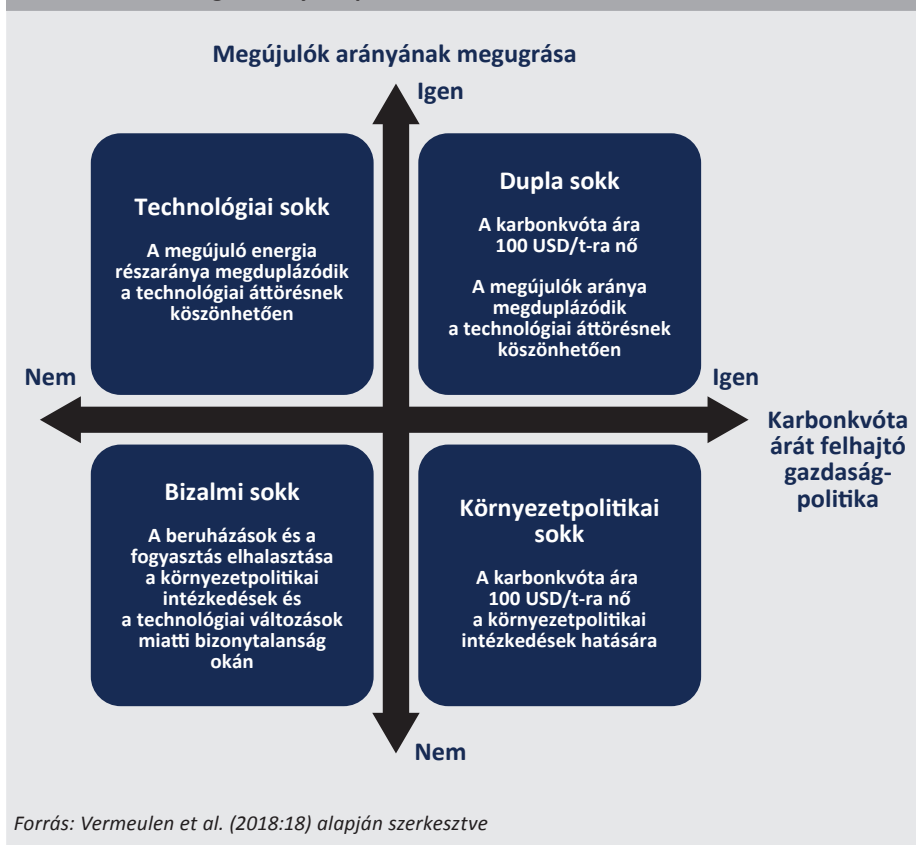 Megújulók arányának megugrása
Igen
Technológiai sokk
A megújuló energia
részaránya megduplázódik
a technológiai áttörésnek
köszönhetően
Dupla sokk
A karbonkvóta ára
100 USD/t-ra nő
A megújulók aránya
megduplázódik
a technológiai áttörésnek
köszönhetően
Nem
Igen
Karbonkvóta
árát felhajtó
gazdaság-
politika
Bizalmi sokk
A beruházások és a
fogyasztás elhalasztása
a környezetpolitikai
intézkedések és
a technológiai változások
miatti bizonytalanság
okán
Környezetpolitikai
sokk
A karbonkvóta ára
100 USD/t-ra nő
a környezetpolitikai
intézkedések hatására
Nem
Forrás: Vermeulen et al. (2018:18) alapján szerkesztve